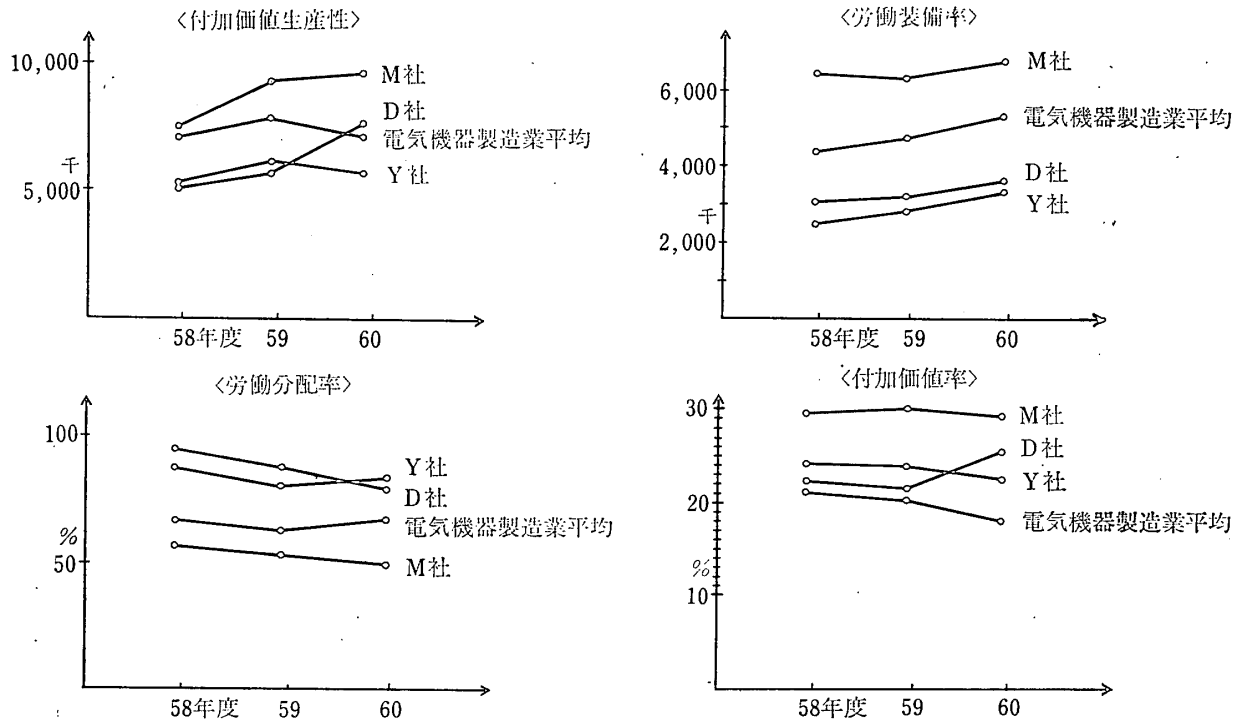 〈付加価値生産性〉
10,000
千
5,000
M社
D社
電気機器製造業平均
Y社
58年度 59 60
〈労働装備率〉
6,000
4,000
千
2,000
M社
電気機器製造業平均
D社
Y社
58年度 59 60
〈労働分配率〉
100
%
50
Y社
D社
電気機器製造業平均
M社
58年度 59 60
〈付加価値率〉
30
20
%
10
M社
D社
Y社
電気機器製造業平均
58年度 59 60